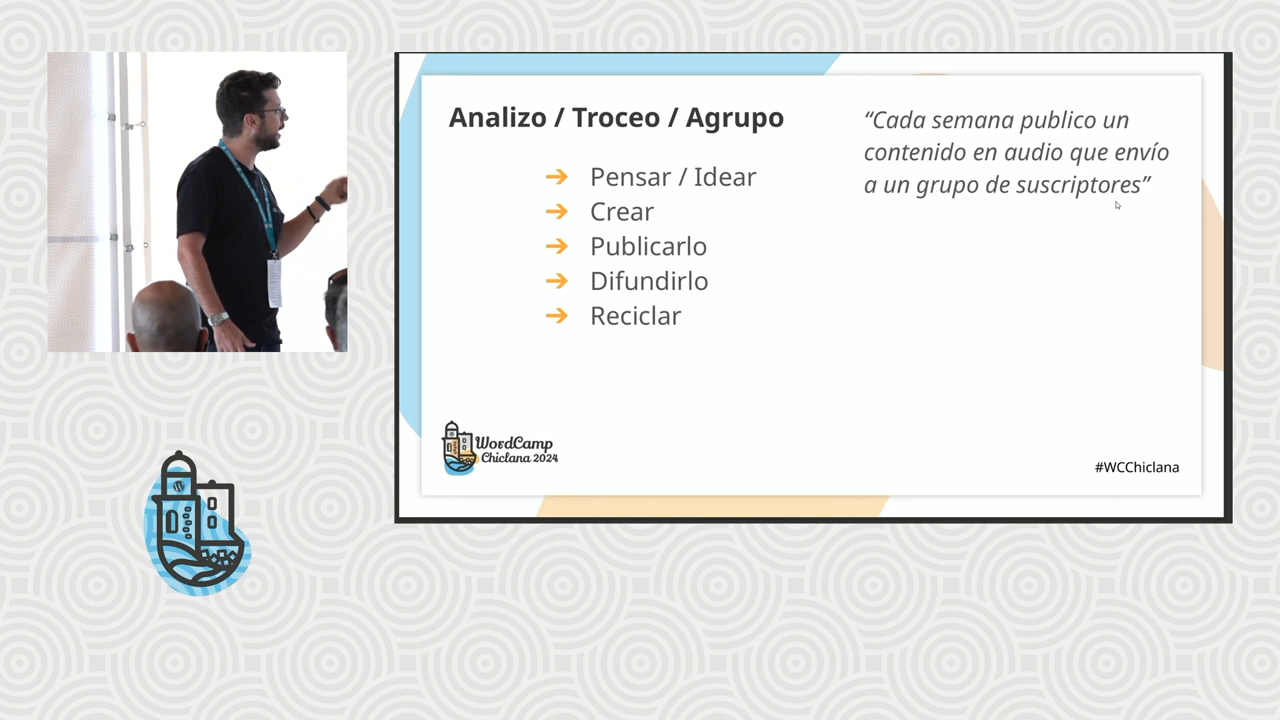 Analizo / Troceo / Agrupo
➔ Pensar / Idear
➔ Crear
➔ Publicarlo
➔ Difundirlo
➔ Reciclar
“Cada semana publico un
contenido en audio que envío
a un grupo de suscriptores”
WordCamp
Chiclana 2024
#WCChiclana